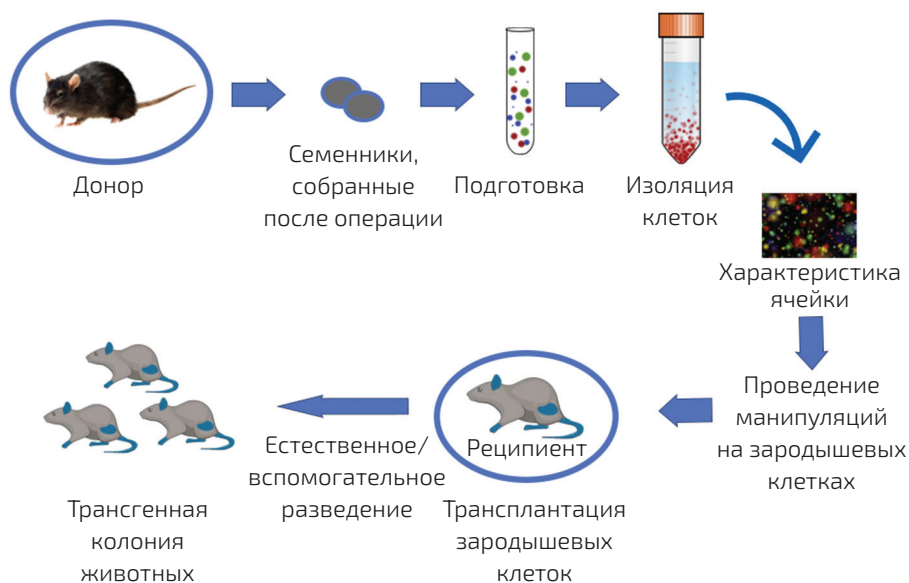 Донор
Семенники,
собранные
после операции
Подготовка
Изоляция
клеток
Характеристика
ячейки
Проведение
манипуляций
на зародышевых
клетках
Реципиент
Трансплантация
зародышевых
клеток
Естественное/
вспомогательное
разведение
Трансгенная
колония
животных